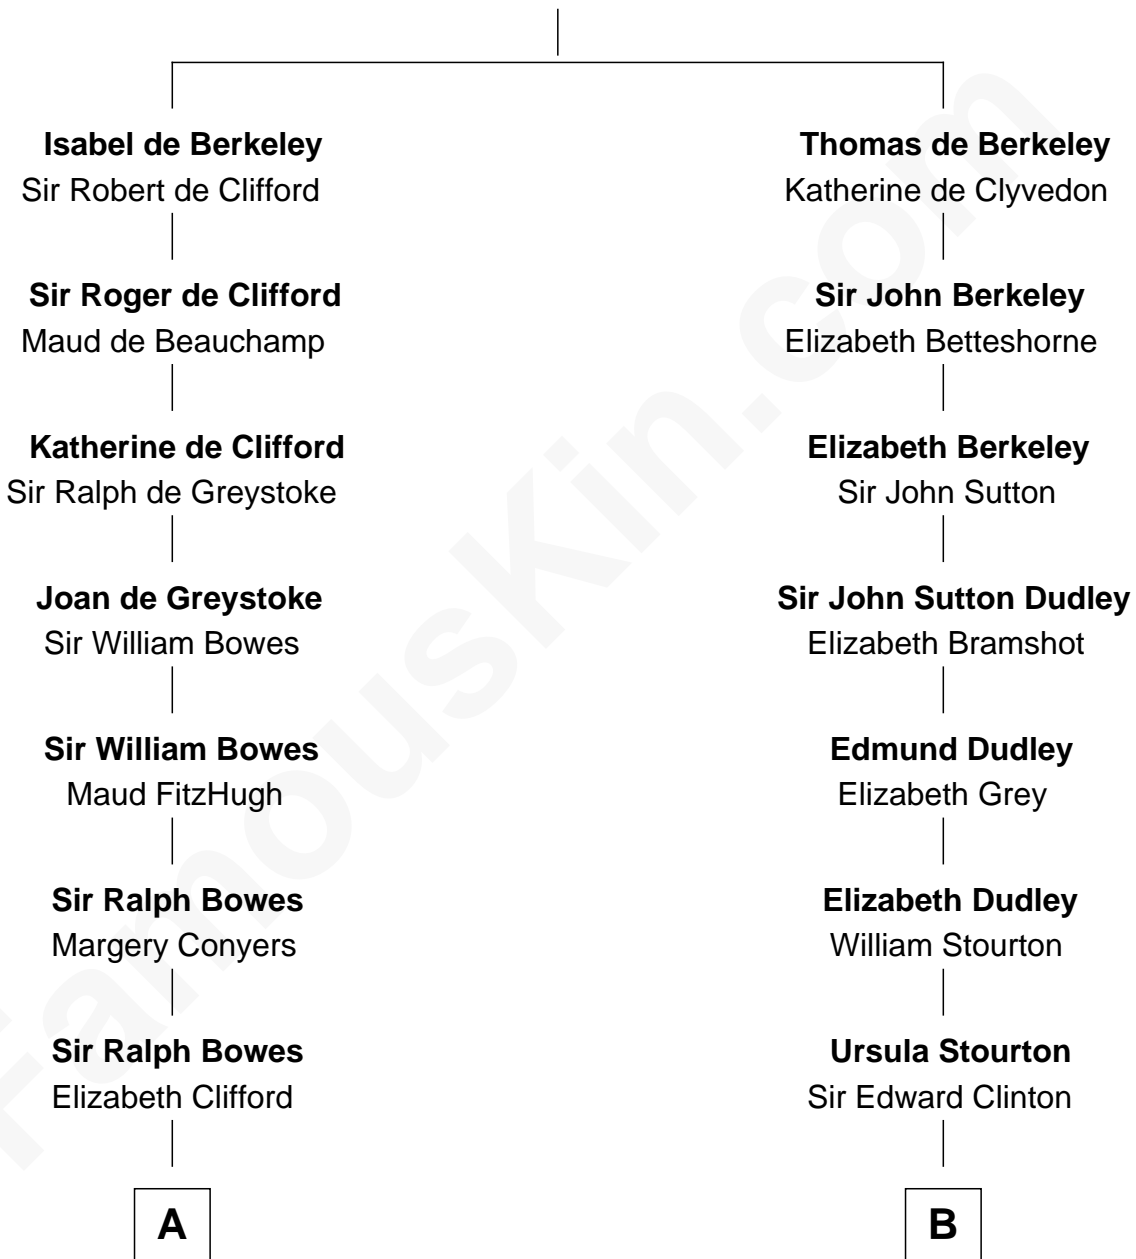 Isabel de Berkeley
Sir Robert de Clifford
Sir Roger de Clifford
Maud de Beauchamp
Katherine de Clifford
Sir Ralph de Greystoke
Joan de Greystoke
Sir William Bowes
Sir William Bowes
Maud FitzHugh
Sir Ralph Bowes
Margery Conyers
Sir Ralph Bowes
Elizabeth Clifford
A
Thomas de Berkeley
Katherine de Clyvedon
Sir John Berkeley
Elizabeth Betteshorne
Elizabeth Berkeley
Sir John Sutton
Sir John Sutton Dudley
Elizabeth Bramshot
Edmund Dudley
Elizabeth Grey
Elizabeth Dudley
William Stourton
Ursula Stourton
Sir Edward Clinton
B
FamousKin.com